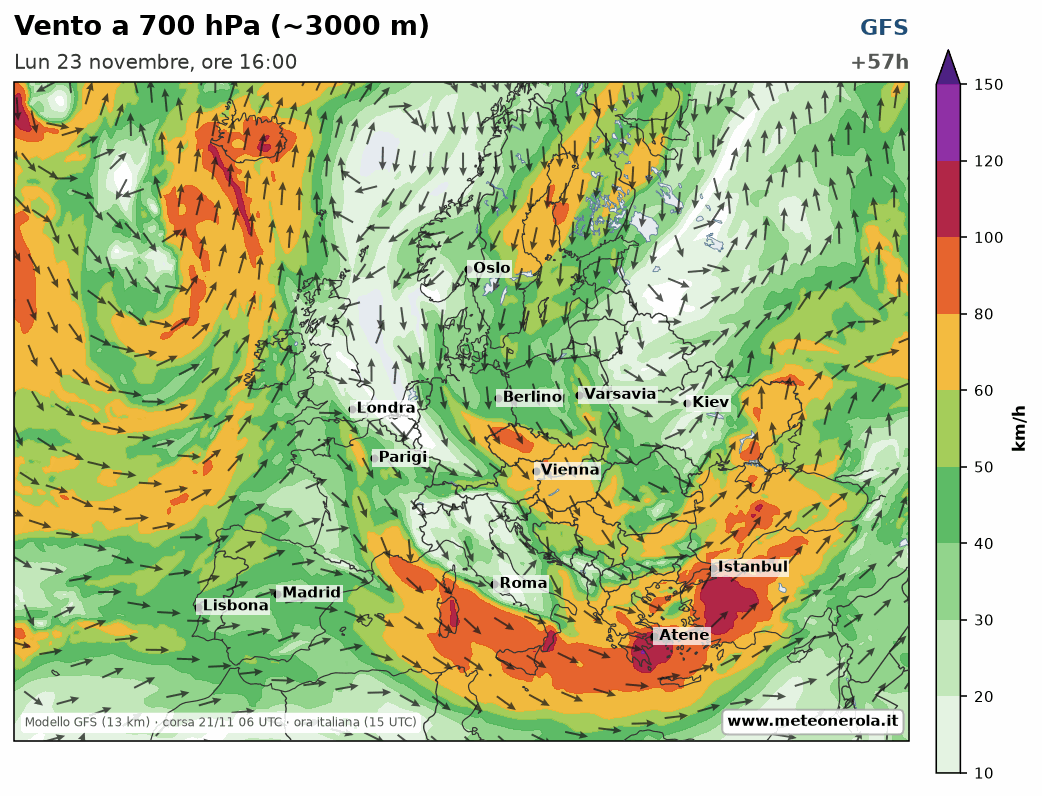 Vento a 700 hPa (~3000 m)
GFS
Lun 23 novembre, ore 16:00
+57h
150
120
100
80
60
50
40
30
20
10
km/h
Oslo
Londra
Berlino
Varsavia
Kiev
Parigi
Vienna
Istanbul
Roma
Madrid
Lisbona
Atene
Modello GFS (13 km) · corsa 21/11 06 UTC · ora italiana (15 UTC)
www.meteonerola.it